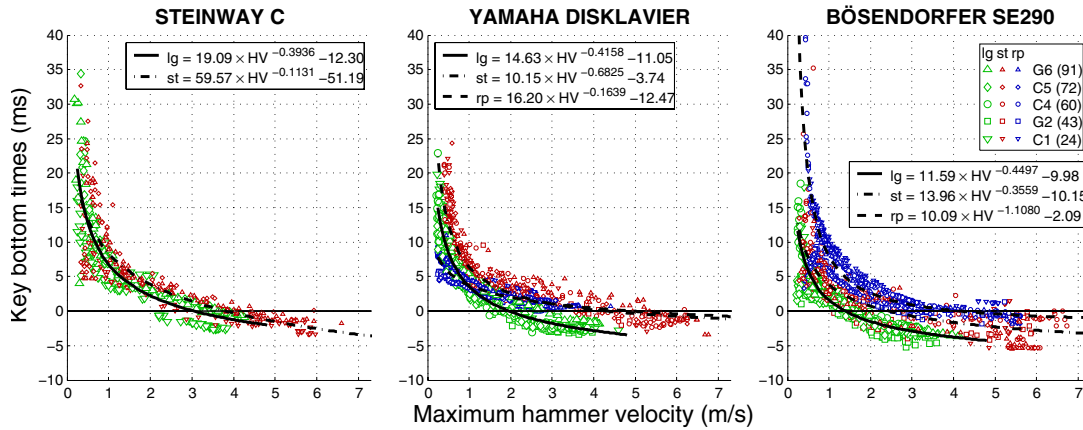 STEINWAY C
YAMAHA DISKLAVIER
BÖSENDORFER SE290
Key bottom times (ms)
40
35
30
25
20
15
10
5
0
−5
−10
lg = 19.09 × HV −0.3936 −12.30
st = 59.57 × HV −0.1131 −51.19
0 1 2 3 4 5 6 7
40
35
30
25
20
15
10
5
0
−5
−10
lg = 14.63 × HV −0.4158 −11.05
st = 10.15 × HV −0.6825 −3.74
rp = 16.20 × HV −0.1639 −12.47
0 1 2 3 4 5 6 7
40
35
30
25
20
15
10
5
0
−5
−10
lg st rp
G6 (91)
C5 (72)
C4 (60)
G2 (43)
C1 (24)
lg = 11.59 × HV −0.4497 −9.98
st = 13.96 × HV −0.3559 −10.15
rp = 10.09 × HV −1.1080 −2.09
0 1 2 3 4 5 6 7
Maximum hammer velocity (m/s)